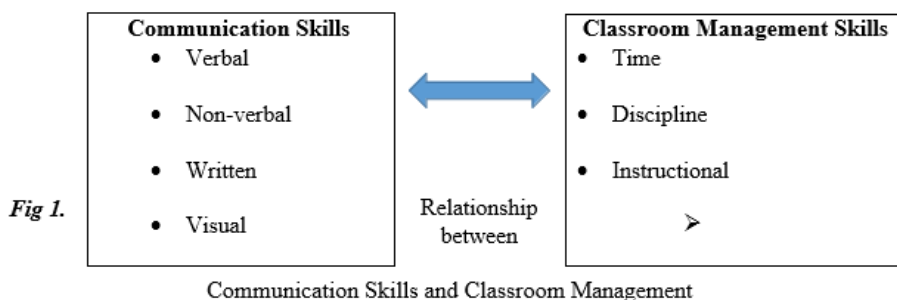 Communication Skills
• Verbal
• Non-verbal
• Written
• Visual
Classroom Management Skills
• Time
• Discipline
• Instructional
➢
Fig 1.
Relationship
between
Communication Skills and Classroom Management